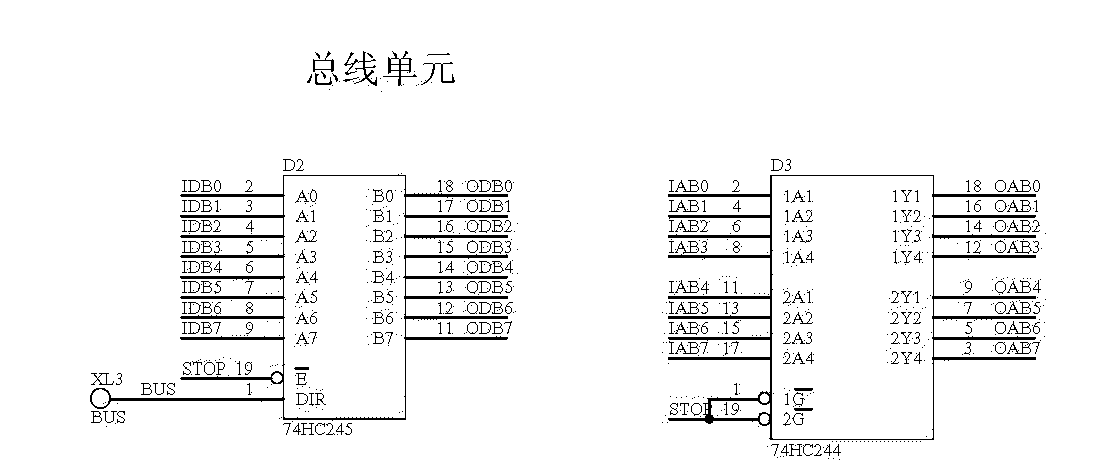 总线单元
D2
IDB0 2 A0 B0 18 ODB0
IDB1 3 A1 B1 17 ODB1
IDB2 4 A2 B2 16 ODB2
IDB3 5 A3 B3 15 ODB3
IDB4 6 A4 B4 14 ODB4
IDB5 7 A5 B5 13 ODB5
IDB6 8 A6 B6 12 ODB6
IDB7 9 A7 B7 11 ODB7
STOP 19 E
XL3 BUS 1 DIR
BUS
74HC245
D3
IAB0 2 1A1 1Y1 18 OAB0
IAB1 4 1A2 1Y2 16 OAB1
IAB2 6 1A3 1Y3 14 OAB2
IAB3 8 1A4 1Y4 12 OAB3
IAB4 11 2A1 2Y1 9 OAB4
IAB5 13 2A2 2Y2 7 OAB5
IAB6 15 2A3 2Y3 5 OAB6
IAB7 17 2A4 2Y4 3 OAB7
1 1G
STOP 19 2G
74HC244